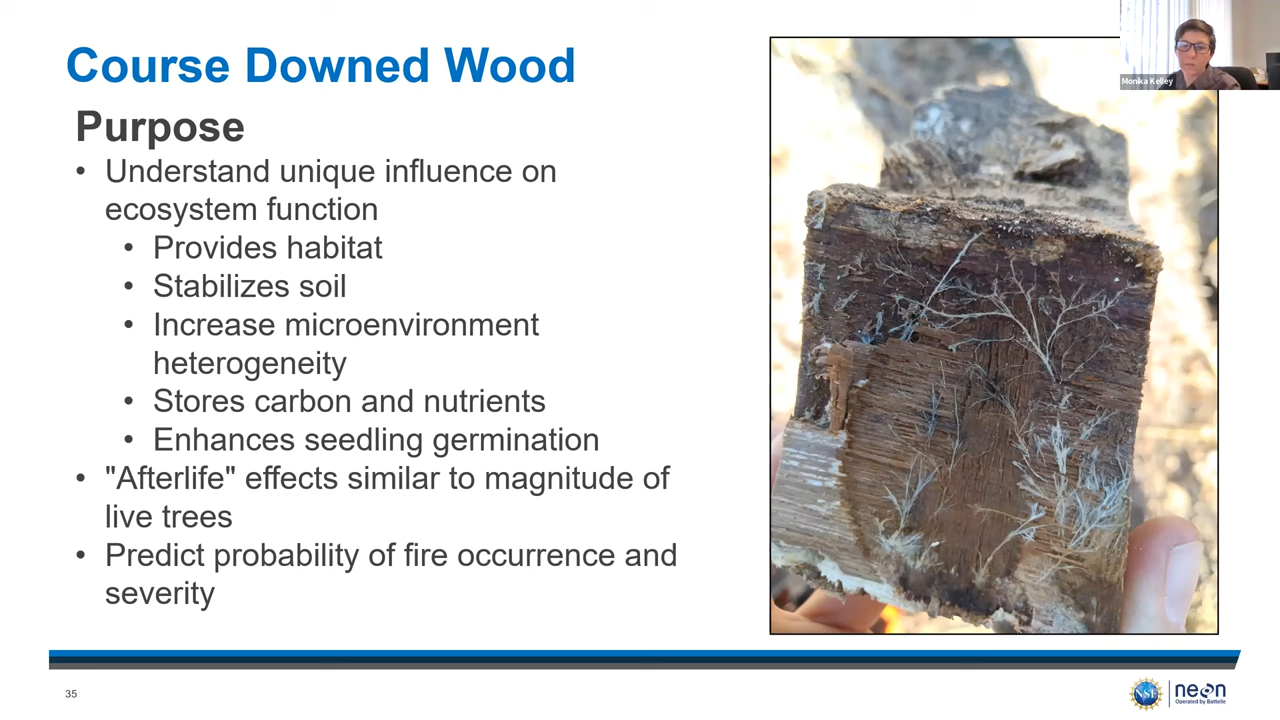 Course Downed Wood
Monika Kelley
Purpose
• Understand unique influence on
ecosystem function
• Provides habitat
• Stabilizes soil
• Increase microenvironment
heterogeneity
• Stores carbon and nutrients
• Enhances seedling germination
• "Afterlife" effects similar to magnitude of
live trees
• Predict probability of fire occurrence and
severity
35
NSF
neon
Operated by Battelle